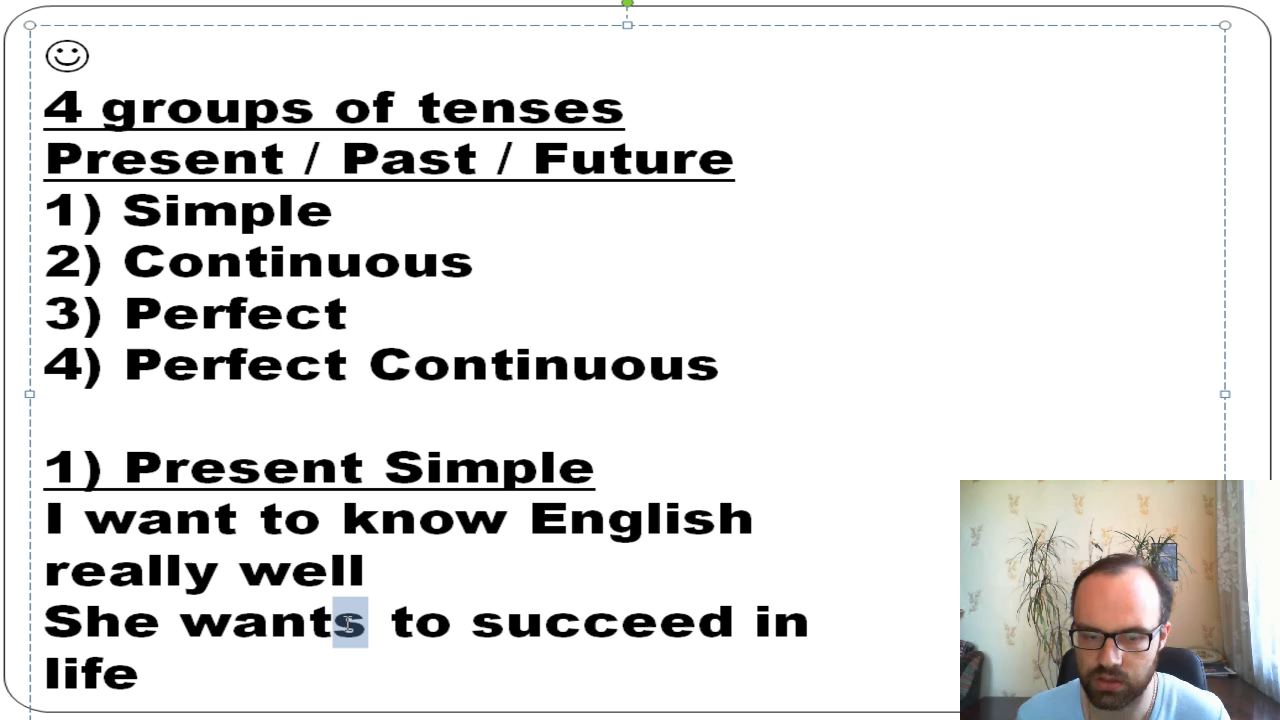 4 groups of tenses
Present / Past / Future
1) Simple
2) Continuous
3) Perfect
4) Perfect Continuous
1) Present Simple
I want to know English
really well
She wants to succeed in
life